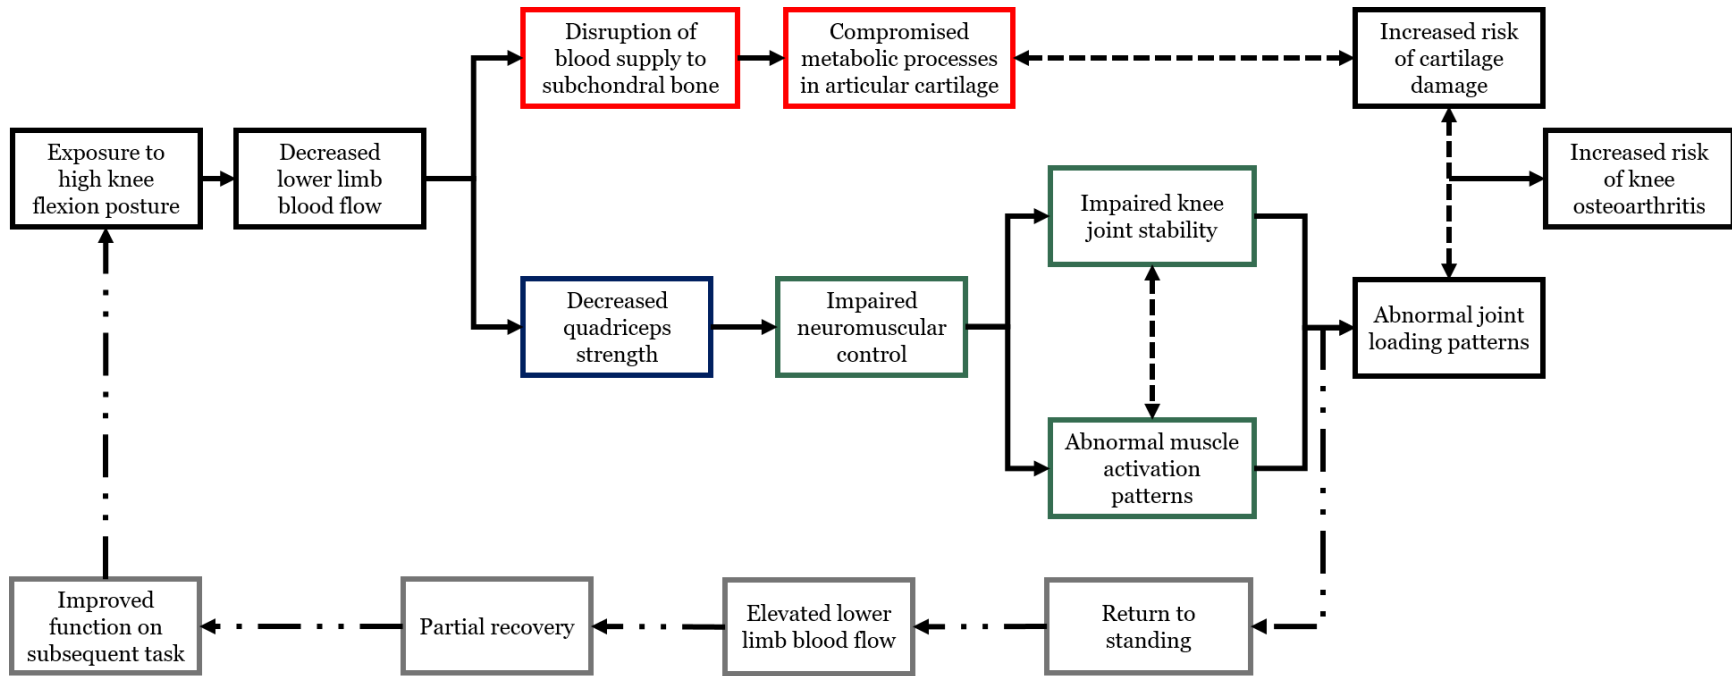 Disruption of
blood supply to
subchondral bone
Compromised
metabolic processes
in articular cartilage
Increased risk
of cartilage
damage
Exposure to
high knee
flexion posture
Decreased
lower limb
blood flow
Increased risk
of knee
osteoarthritis
Impaired knee
joint stability
Decreased
quadriceps
strength
Impaired
neuromuscular
control
Abnormal joint
loading patterns
Abnormal muscle
activation
patterns
Improved
function on
subsequent task
Partial recovery
Elevated lower
limb blood flow
Return to
standing